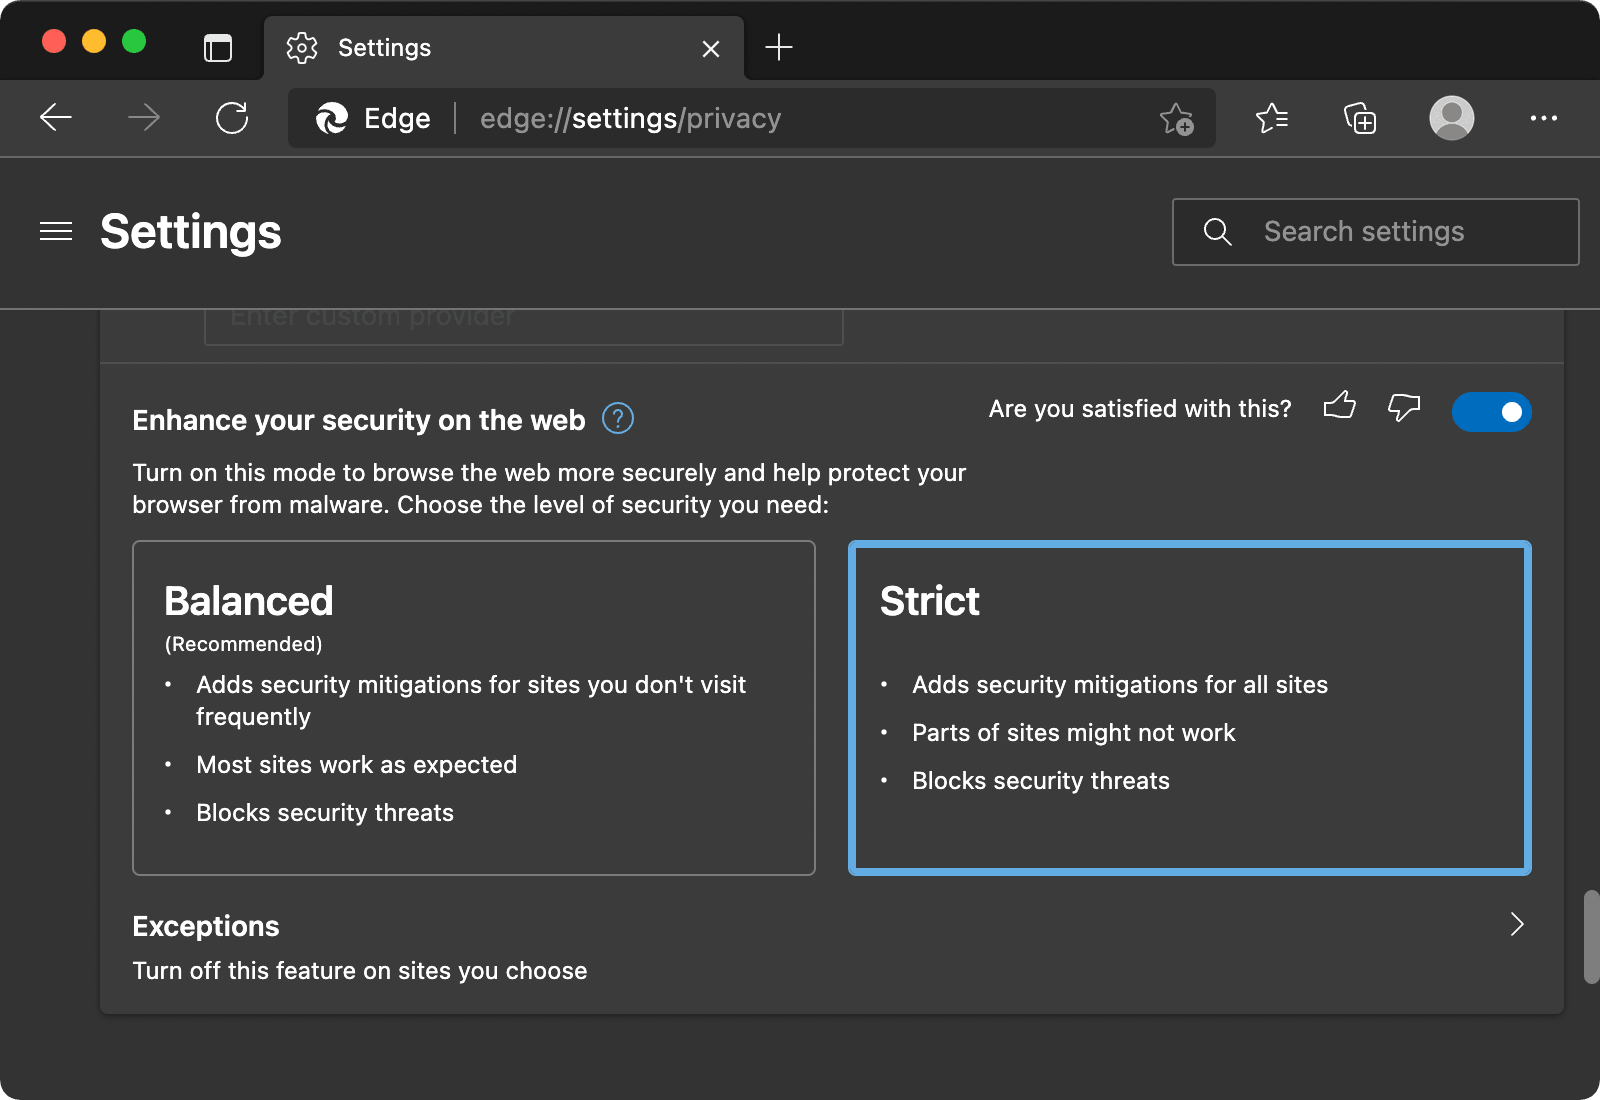 Settings
Edge
edge://settings/privacy
Settings
Search settings
Enter custom provider
Enhance your security on the web
Are you satisfied with this?
Turn on this mode to browse the web more securely and help protect your
browser from malware. Choose the level of security you need:
Balanced
(Recommended)
• Adds security mitigations for sites you don't visit
frequently
• Most sites work as expected
• Blocks security threats
Strict
• Adds security mitigations for all sites
• Parts of sites might not work
• Blocks security threats
Exceptions
Turn off this feature on sites you choose